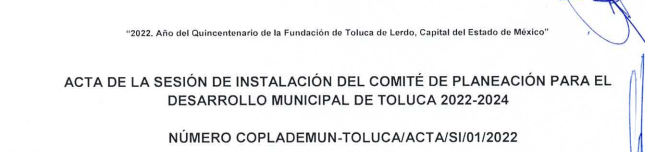 "2022. Año del Quincentenario de la Fundación de Toluca de Lerdo, Capital del Estado de México"
ACTA DE LA SESIÓN DE INSTALACIÓN DEL COMITÉ DE PLANEACIÓN PARA EL
DESARROLLO MUNICIPAL DE TOLUCA 2022-2024
NÚMERO COPLADEMUN-TOLUCA/ACTA/SI/01/2022